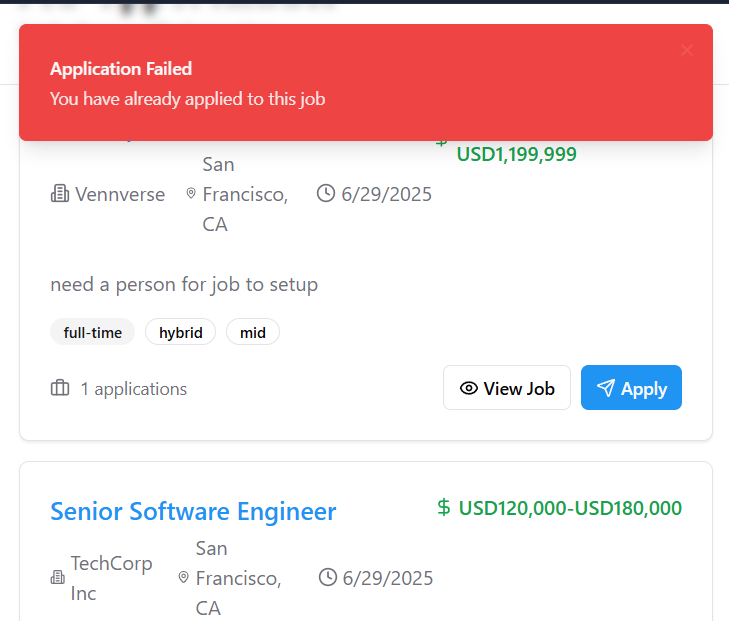 Application Failed
You have already applied to this job
USD1,199,999
Vennverse
San
Francisco,
CA
6/29/2025
need a person for job to setup
full-time
hybrid
mid
1 applications
View Job
Apply
Senior Software Engineer
$ USD120,000-USD180,000
TechCorp
Inc
San
Francisco,
CA
6/29/2025